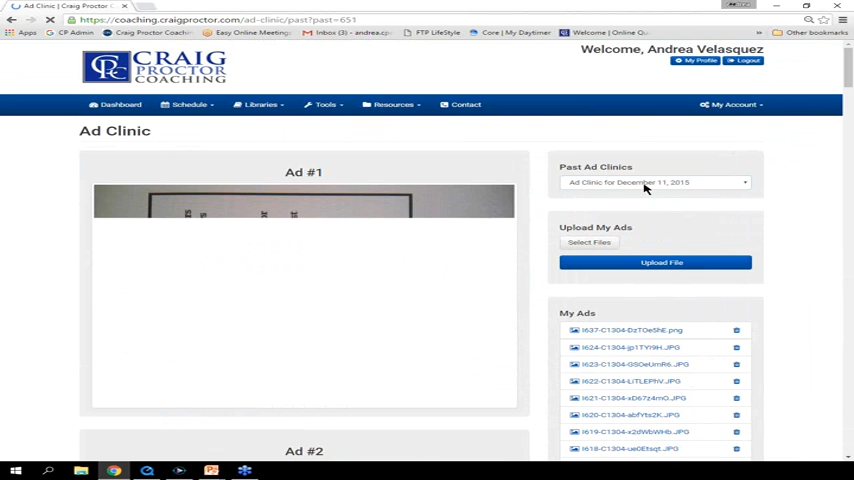 Ad Clinic | Craig Proctor C
https://coaching.craigproctor.com/ad-clinic/past?past=651
Apps
CP Admin
Craig Proctor Coachin
Easy Online Meeting
Inbox (3) - andrea.cp
FTP LifeStyle
Core | My Daytimer
Welcome | Online Qu
Other bookmarks
CRAIG
PROCTOR
COACHING
Welcome, Andrea Velasquez
My Profile
Logout
Dashboard
Schedule
Libraries
Tools
Resources
Contact
My Account
Ad Clinic
Ad #1
Past Ad Clinics
Ad Clinic for December 11, 2015
Upload My Ads
Select Files
Upload File
My Ads
I637-C1304-DzTOe5hE.png
I624-C1304-jp1TYI9H.JPG
I623-C1304-GSOeUmR6.JPG
I622-C1304-LiTLEPhV.JPG
I621-C1304-xD67z4mO.JPG
I620-C1304-abfYts2K.JPG
I619-C1304-x2dWbWHb.JPG
I618-C1304-ue0Etsqt.JPG
Ad #2